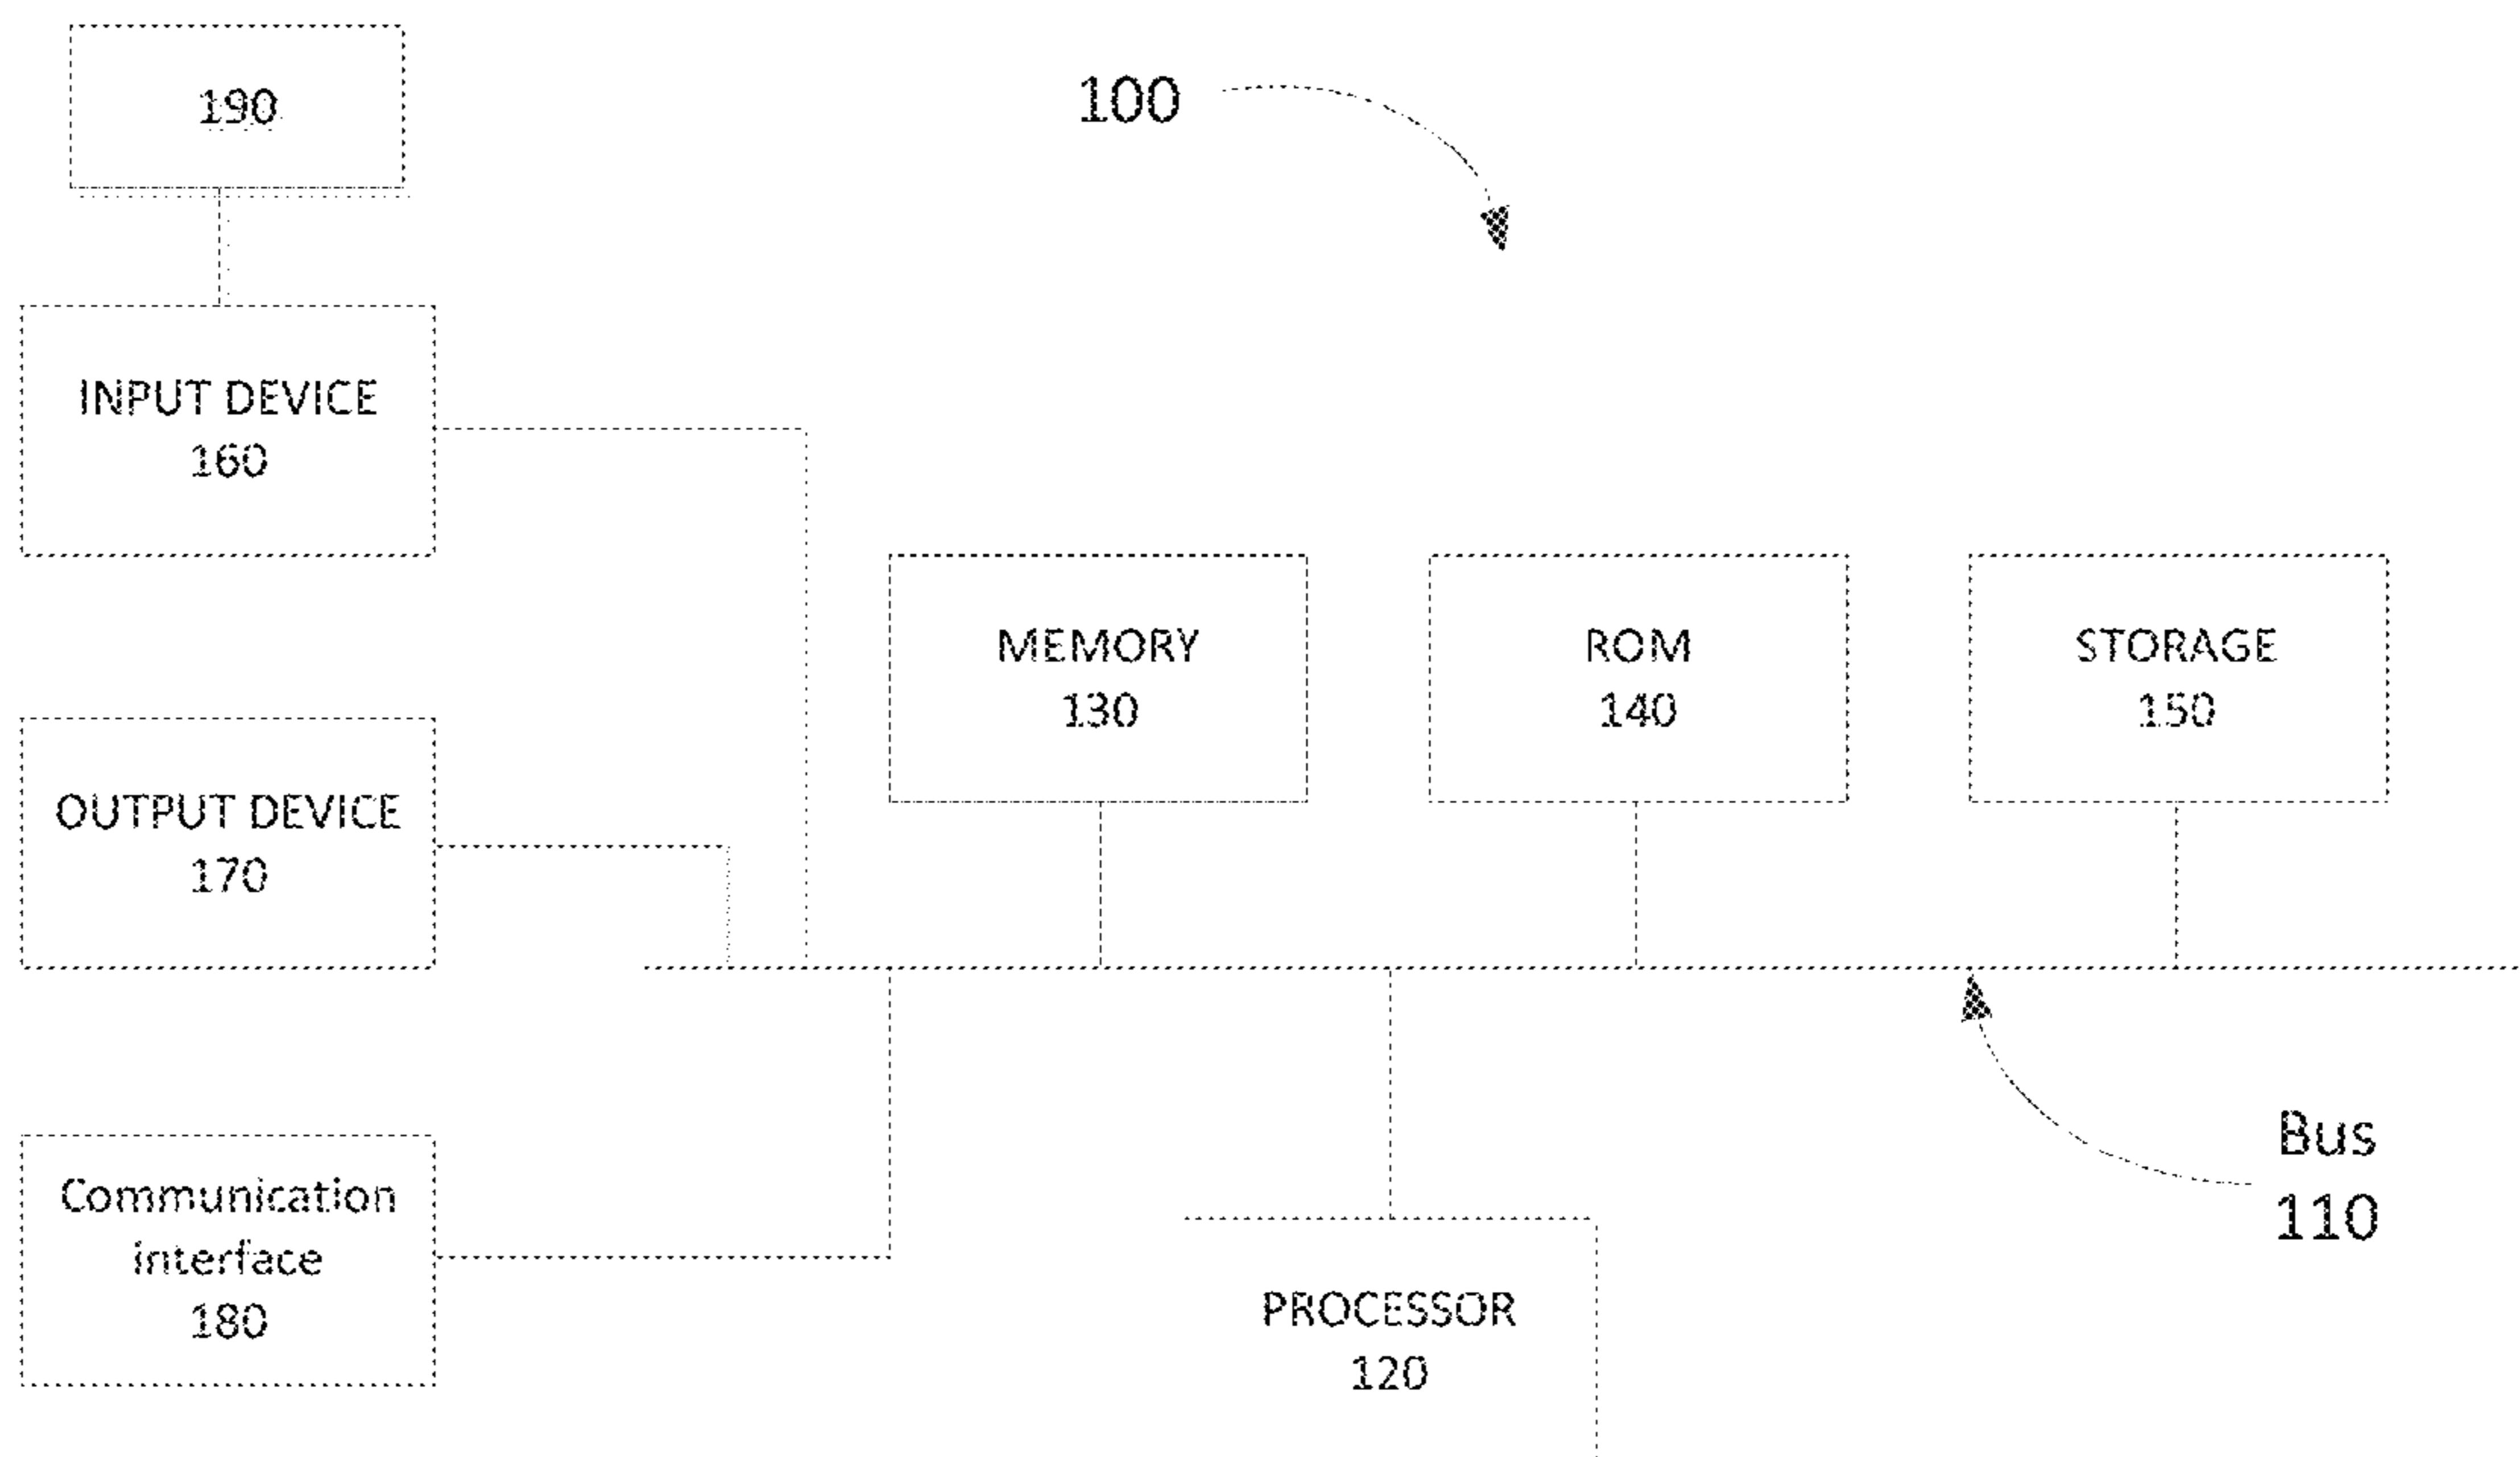 190
100
INPUT DEVICE
160
MEMORY
130
ROM
140
STORAGE
150
OUTPUT DEVICE
170
Communication
interface
180
Bus
110
PROCESSOR
120